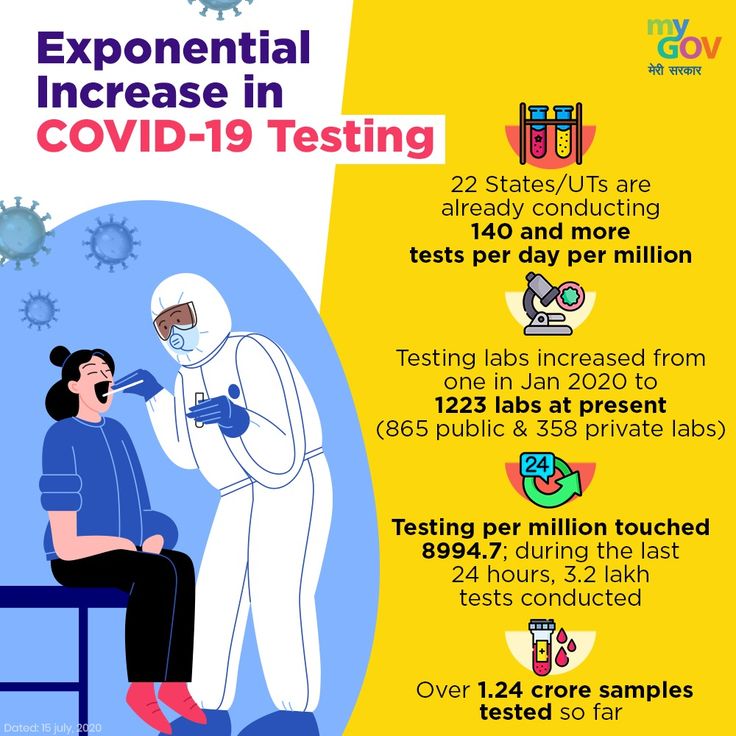 Exponential
Increase in
COVID-19 Testing
my
GOV
मेरी सरकार
22 States/UTs are
already conducting
140 and more
tests per day per million
Testing labs increased from
one in Jan 2020 to
1223 labs at present
(865 public & 358 private labs)
24
Testing per million touched
8994.7; during the last
24 hours, 3.2 lakh
tests conducted
Over 1.24 crore samples
tested so far
Dated: 15 july, 2020